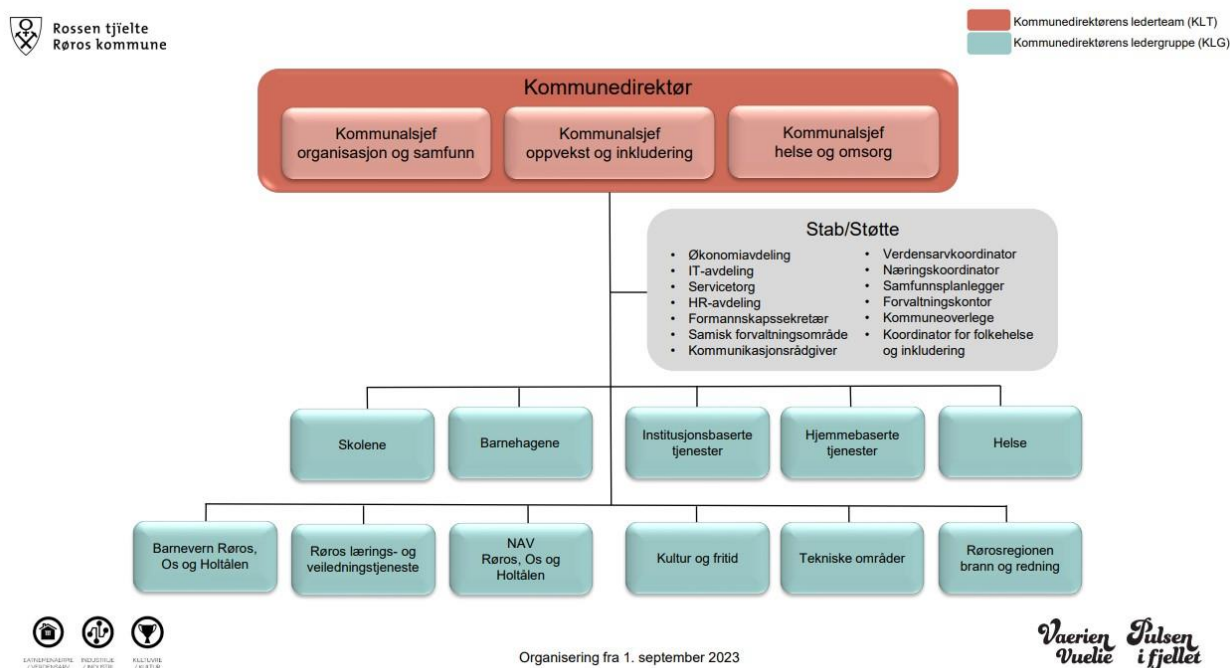 Rossen tjïelte
Røros kommune
Kommunedirektørens lederteam (KLT)
Kommunedirektørens ledergruppe (KLG)
Kommunedirektør
Kommunalsjef
organisasjon og samfunn
Kommunalsjef
oppvekst og inkludering
Kommunalsjef
helse og omsorg
Stab/Støtte
• Økonomiavdeling
• IT-avdeling
• Servicetorg
• HR-avdeling
• Formannskapssekretær
• Samisk forvaltningsområde
• Kommunikasjonsrådgiver
• Verdensarvkoordinator
• Næringskoordinator
• Samfunnsplanlegger
• Forvaltningskontor
• Kommuneoverlege
• Koordinator for folkehelse
og inkludering
Skolene
Barnehagene
Institusjonsbaserte
tjenester
Hjemmebaserte
tjenester
Helse
Barnevern Røros,
Os og Holtålen
Røros lærings- og
veiledningstjeneste
NAV
Røros, Os og
Holtålen
Kultur og fritid
Tekniske områder
Rørosregionen
brann og redning
/ VERDENSARV
/ INDUSTRI
/ KULTUR
Organisering fra 1. september 2023
Vaerien
Vuelie
Pulsen
i fjellet